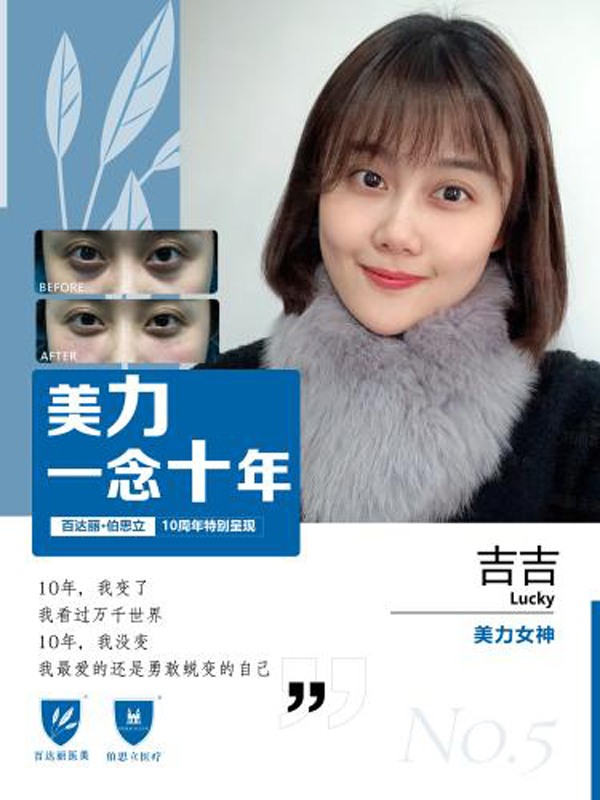 BEFORE
AFTER
美力
一念十年
百达丽·伯思立 10周年特别呈现
吉吉
Lucky
美力女神
10年，我变了
我看过万千世界
10年，我没变
我最爱的还是勇敢蜕变的自己
”
No.5
百达丽医美 伯思立医疗